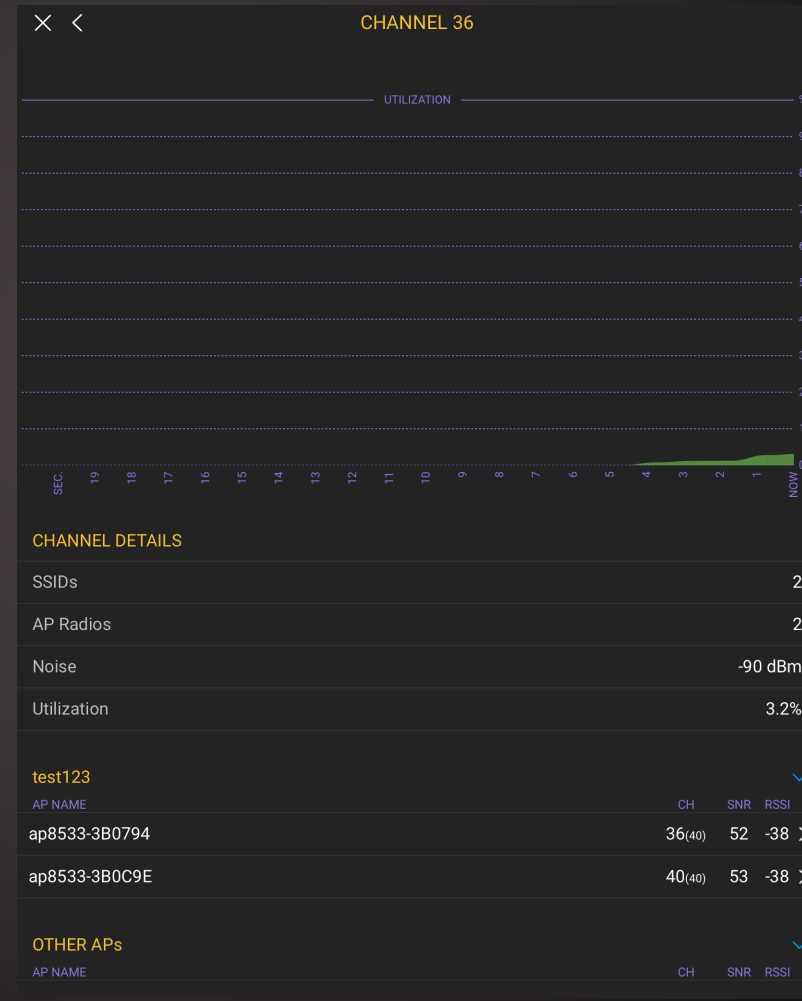 CHANNEL 36
UTILIZATION
SEC. 19 18 17 16 15 14 13 12 11 10 9 8 7 6 5 4 3 2 1 NOW
CHANNEL DETAILS
SSIDs 2
AP Radios 2
Noise -90 dBm
Utilization 3.2%
test123
AP NAME CH SNR RSSI
ap8533-3B0794 36(40) 52 -38
ap8533-3B0C9E 40(40) 53 -38
OTHER APs
AP NAME CH SNR RSSI